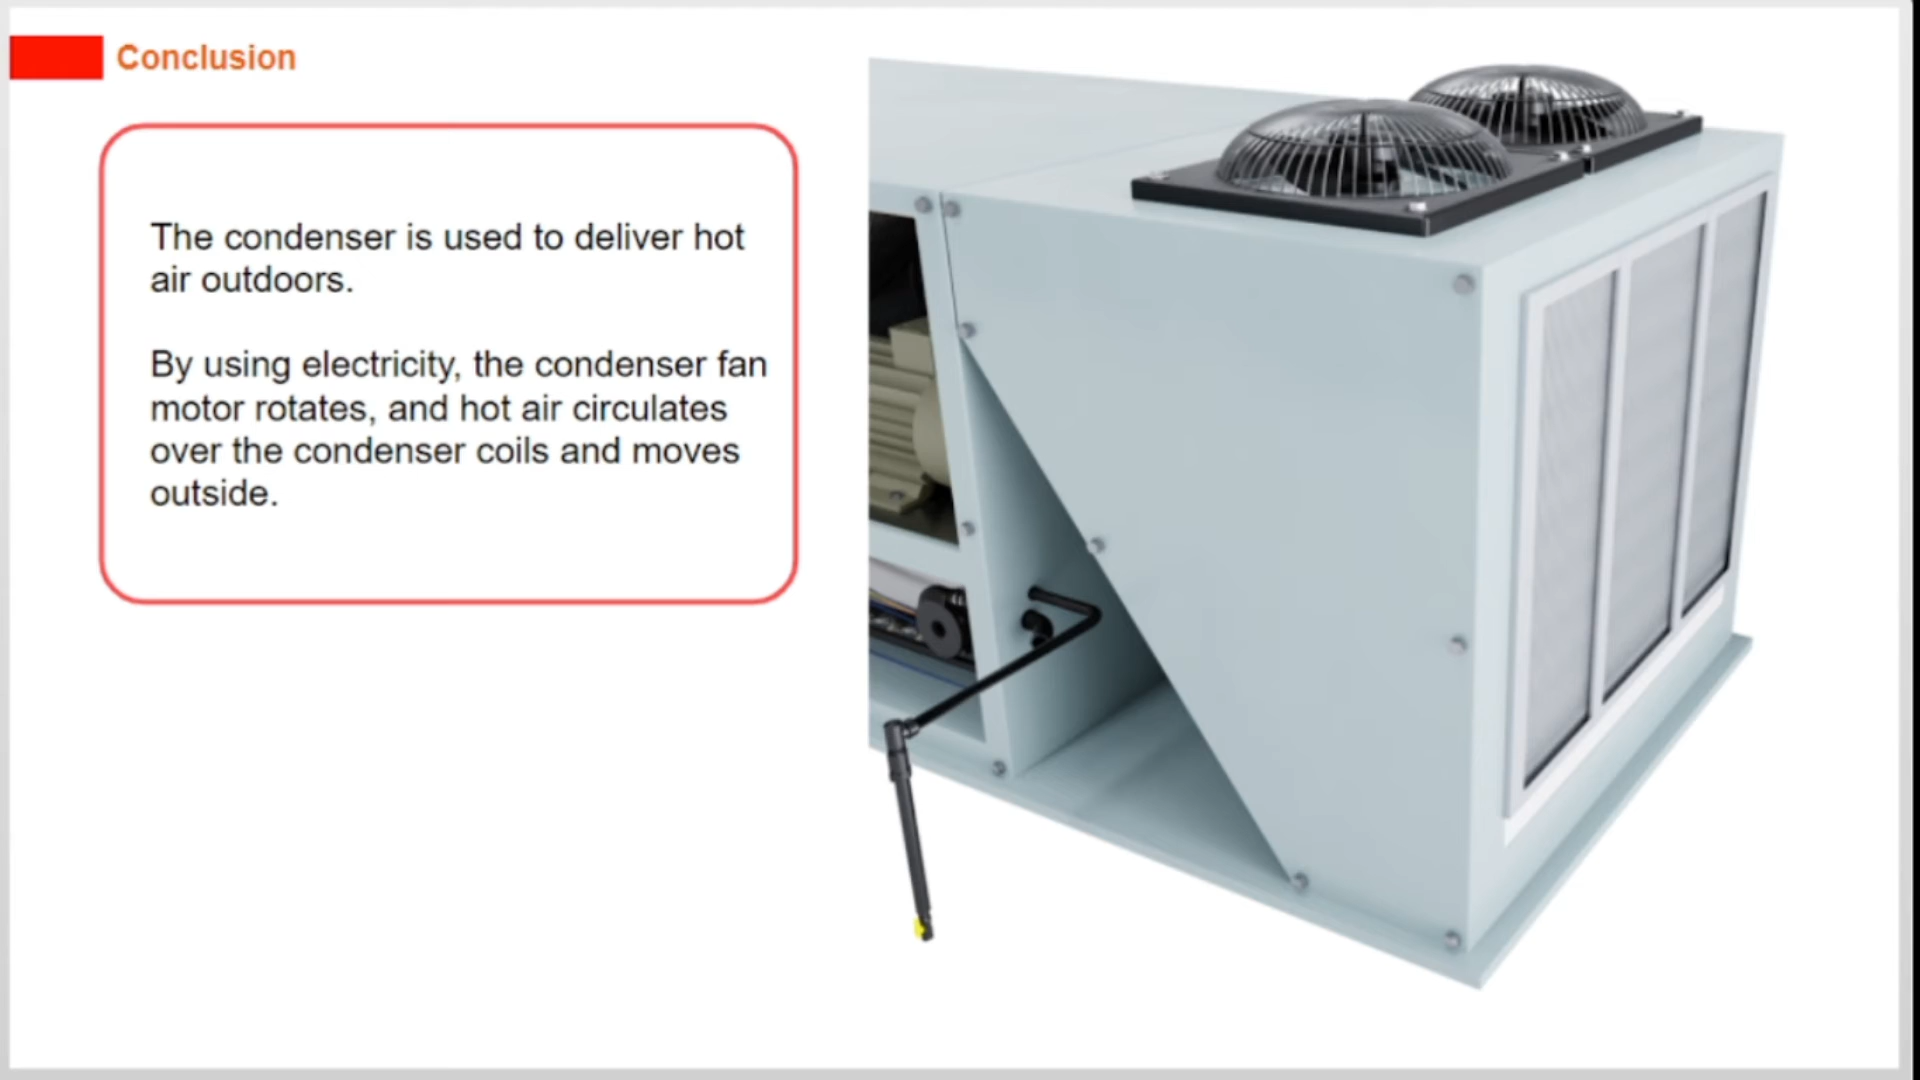 Conclusion
The condenser is used to deliver hot
air outdoors.
By using electricity, the condenser fan
motor rotates, and hot air circulates
over the condenser coils and moves
outside.